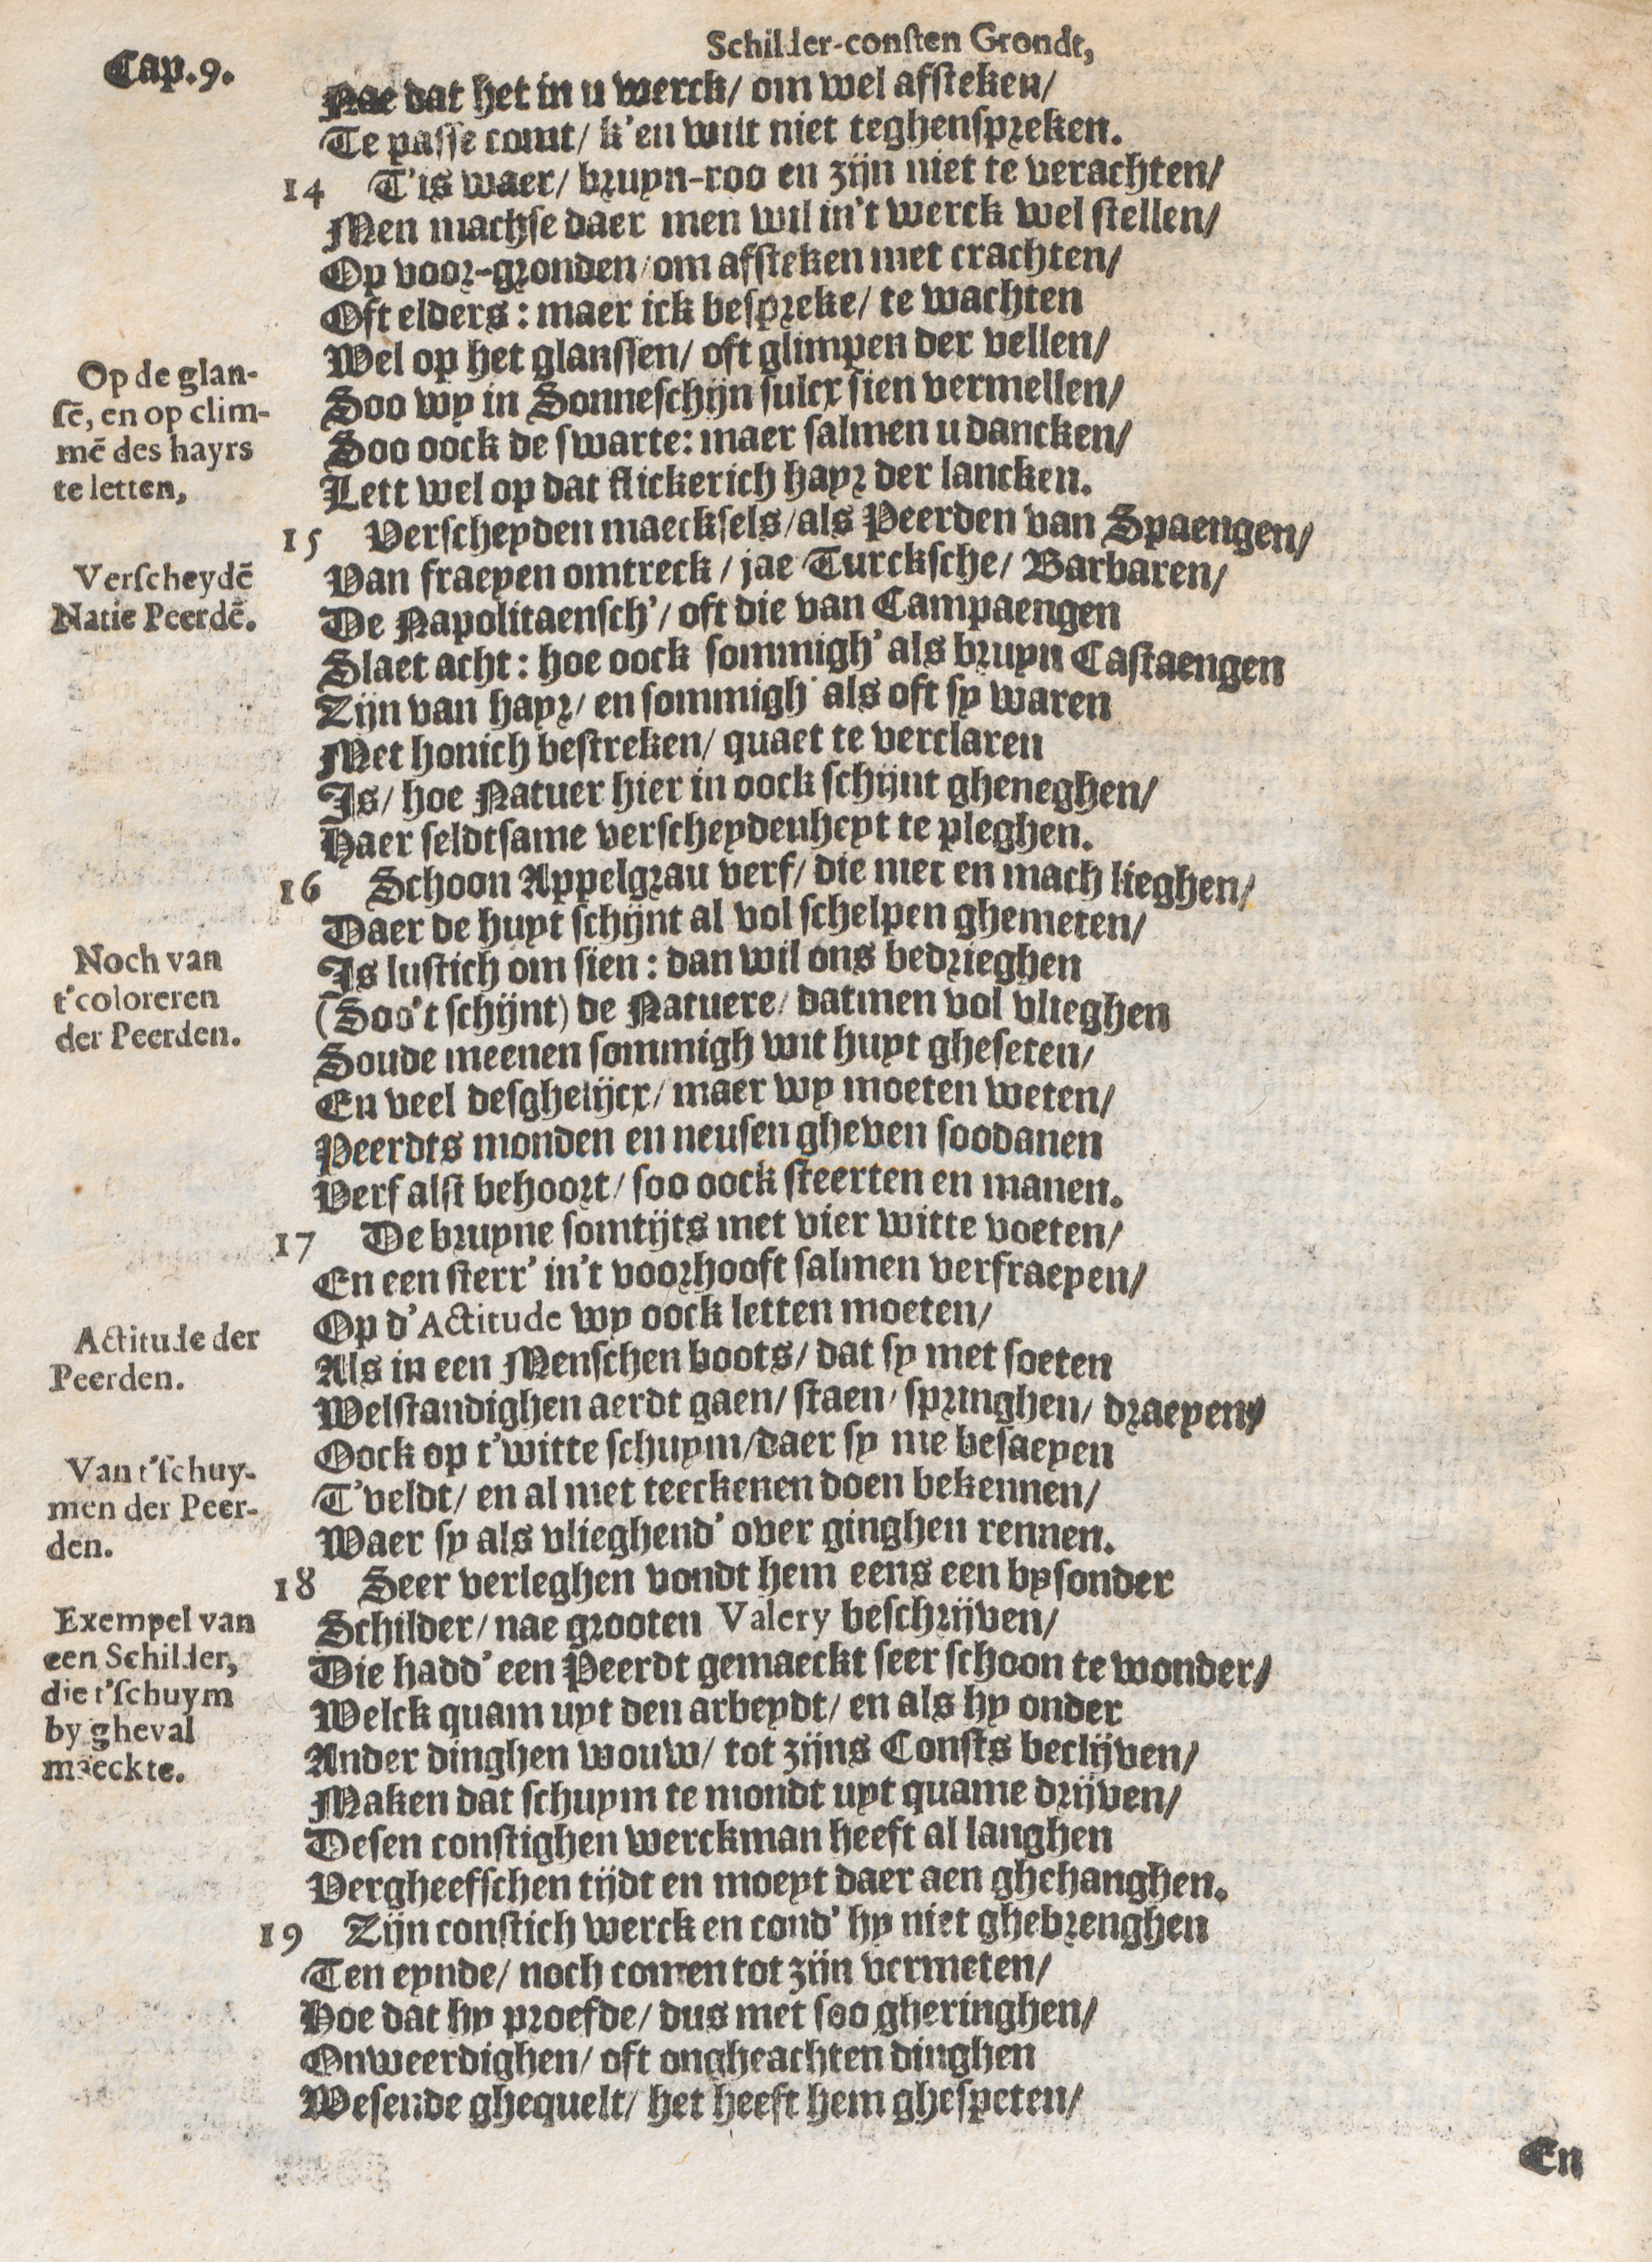 Schilder-consten Grondt,
Cap. 9.
Nae dat het in u werck/ om wel afsteken/
Te passe comt/ k'en wilt niet teghenspreken.
14 T'is waer/ bruyn-roo en zijn niet te verachten/
Men machse daer men wil in't werck wel stellen/
Op voor-gronden/ om afsteken met crachten/
Oft elders: maer ick bespreke/ te wachten
Wel op het glanssen/ oft glimpen der vellen/
Soo wy in Sonneschijn sulcx sien vermellen/
Soo oock de swarte: maer salmen u dancken/
Lett wel op dat flickerich hayr der lancken.
Op de glan-
sē, en op clim-
mē des hayrs
te letten,
15 Verscheyden maecksels/ als Peerden van Spaengen/
Van fraeyen omtreck/ jae Turcksche/ Barbaren/
De Napolitaensch'/ oft die van Campaengen
Slaet acht: hoe oock sommigh' als bruyn Castaengen
Zijn van hayr/ en sommigh' als oft sy waren
Met honich bestreken/ quaet te verclaren
Is/ hoe Natuer hier in oock schijnt gheneghen/
Haer seldtsame verscheydenheyt te pleghen.
Verscheydē
Natie Peerdē.
16 Schoon Appelgrau verf/ die niet en mach lieghen/
Daer de huyt schijnt al vol schelpen ghemeten/
Is lustich om sien: dan wil ons bedrieghen
(Soo't schijnt) de Natuere/ datmen vol vlieghen
Soude meenen sommigh wit huyt gheseten/
En veel desghelijcx/ maer wy moeten weten/
Peerdts monden en neusen gheven soodanen
Verf alst behoort/ soo oock steerten en manen.
Noch van
t'coloreren
der Peerden.
17 De bruyne somtijts met vier witte voeten/
En een sterr' in't voorhooft salmen verfraeyen/
Op d'Actitude wy oock letten moeten/
Als in een Menschen boots/ dat sy met soeten
Welstandighen aerdt gaen/ staen/ springhen/ draeyen/
Oock op t'witte schuym/ daer sy me besaeyen
T'veldt/ en al met teeckenen doen bekennen/
Waer sy als vlieghend' over ginghen rennen.
Actitude der
Peerden.
Van t'schuy-
men der Peer-
den.
18 Seer verleghen vondt hem eens een bysonder
Schilder/ nae grooten Valery beschrijven/
Die hadd' een Peerdt gemaeckt seer schoon te wonder/
Welck quam uyt den arbeydt/ en als hy onder
Ander dinghen wouw/ tot zijns Consts beclijven/
Maken dat schuym te mondt uyt quame drijven/
Desen constighen werckman heeft al langhen
Vergheefschen tijdt en moeyt daer aen ghehanghen.
Exempel van
een Schilder,
die t'schuym
by gheval
maeckte.
19 Zijn constich werck en cond' hy niet ghebrenghen
Ten eynde/ noch comen tot zijn vermeten/
Hoe dat hy proefde/ dus met soo gheringhen/
Onweerdighen/ oft ongheachten dinghen
Wesende ghequelt/ het heeft hem ghespeten/
En